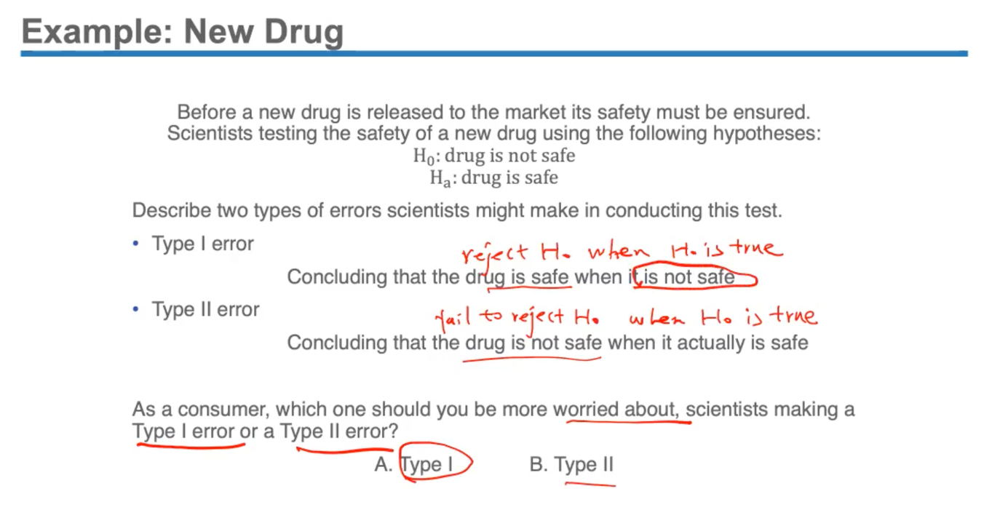 Example: New Drug
Before a new drug is released to the market its safety must be ensured.
Scientists testing the safety of a new drug using the following hypotheses:
H₀: drug is not safe
Hₐ: drug is safe
Describe two types of errors scientists might make in conducting this test.
• Type I error
reject H₀ when H₀ is true
Concluding that the drug is safe when it is not safe
• Type II error
fail to reject H₀ when H₀ is true
Concluding that the drug is not safe when it actually is safe
As a consumer, which one should you be more worried about, scientists making a
Type I error or a Type II error?
A. Type I B. Type II